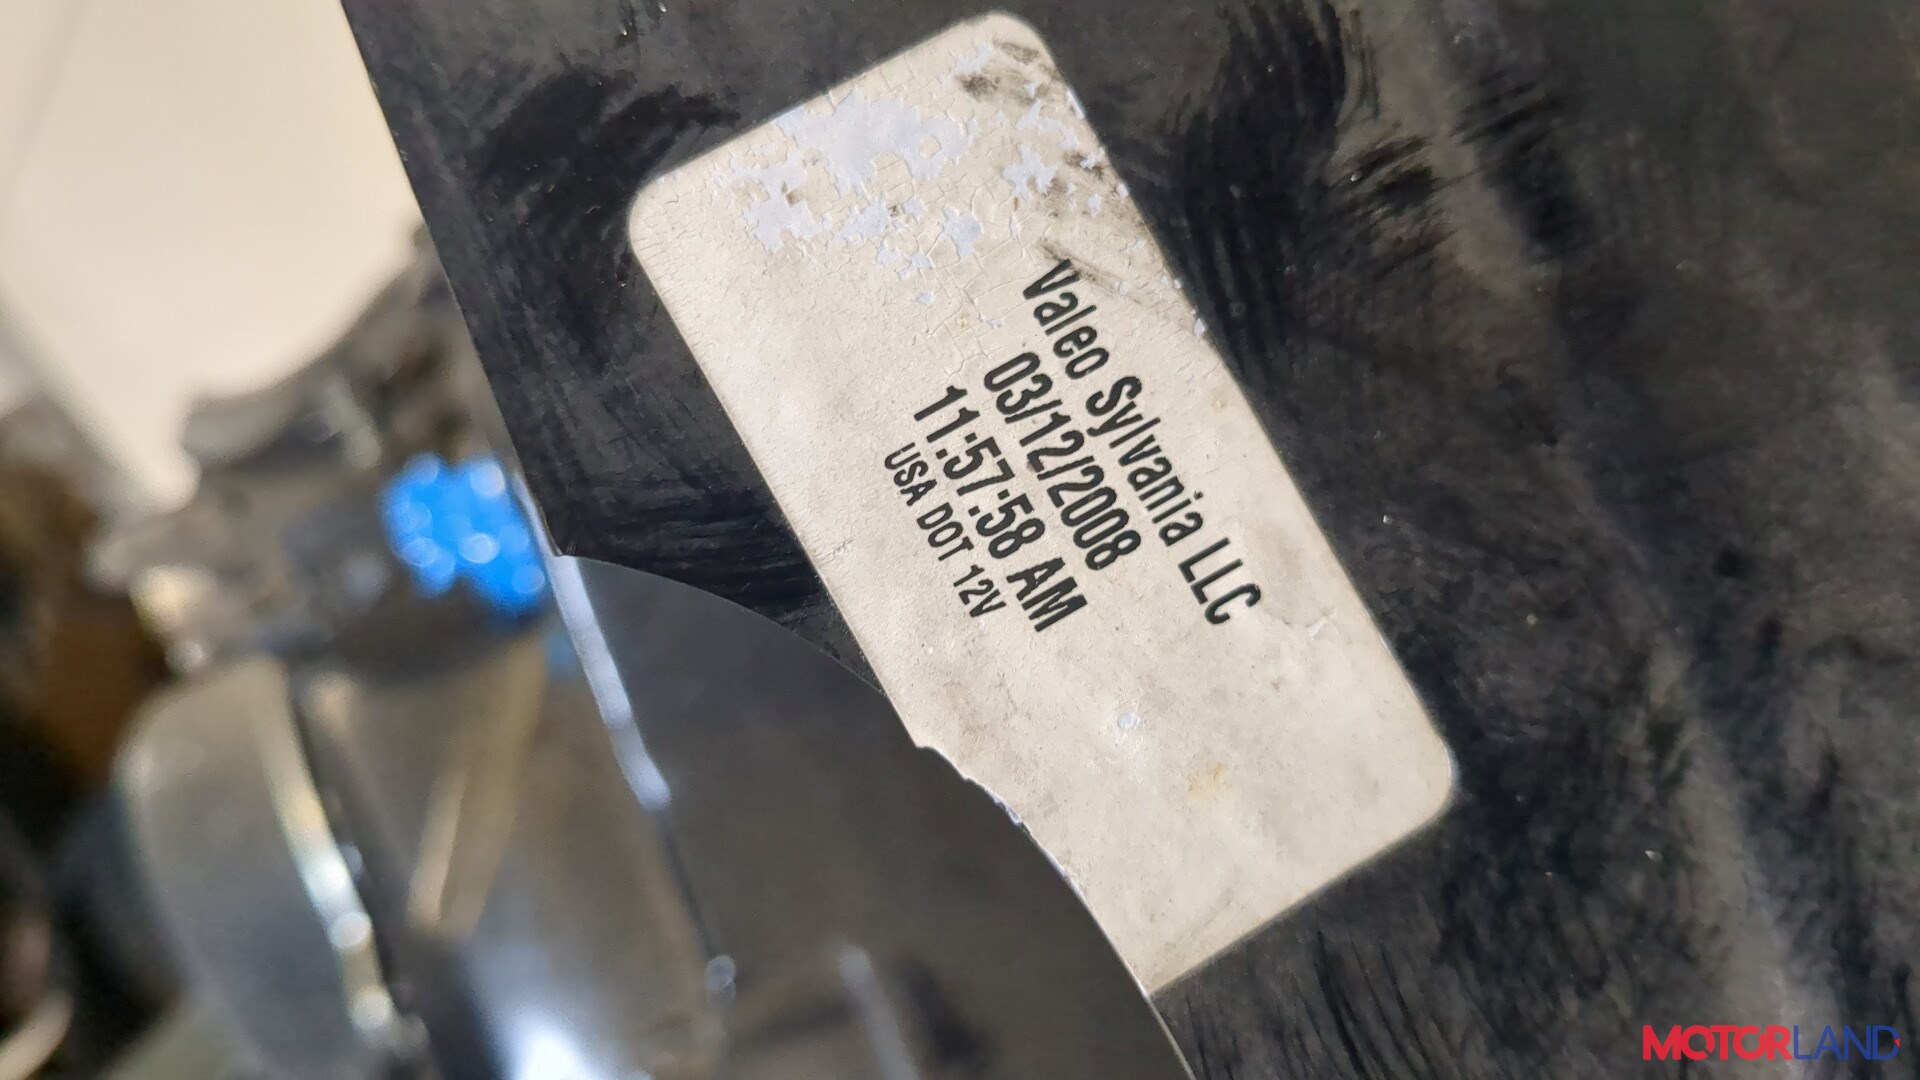 Valeo Sylvania LLC
03/12/2008
11:57:58 AM
USA DOT 12V
MOTORLAND